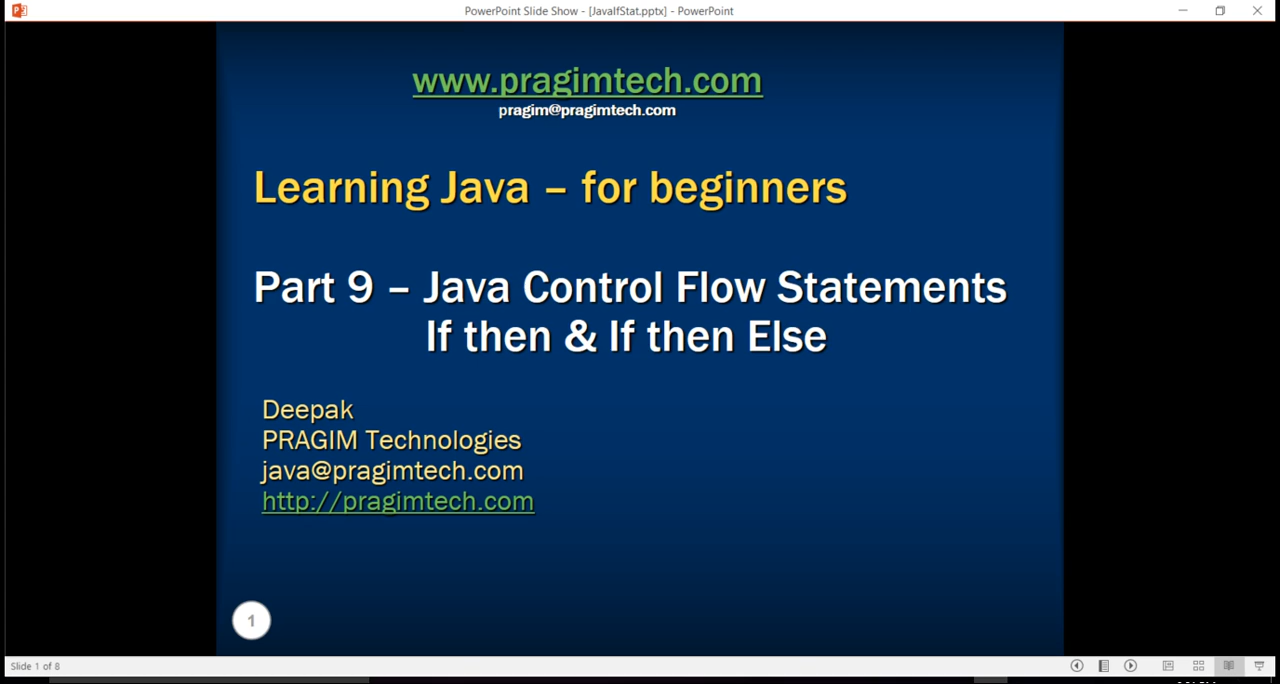 PowerPoint Slide Show - [JavaIfStat.pptx] - PowerPoint
www.pragimtech.com
pragim@pragimtech.com
Learning Java – for beginners
Part 9 – Java Control Flow Statements
If then & If then Else
Deepak
PRAGIM Technologies
java@pragimtech.com
http://pragimtech.com
1
Slide 1 of 8